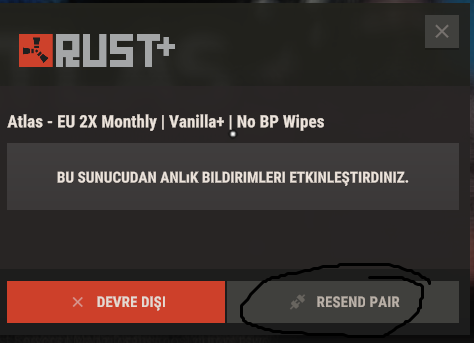 RUST+
Atlas - EU 2X Monthly | Vanilla+ | No BP Wipes
BU SUNUCUDAN ANLıK BILDIRIMLERI ETKINLEŞTIRDINIZ.
DEVRE DIŞI
RESEND PAIR